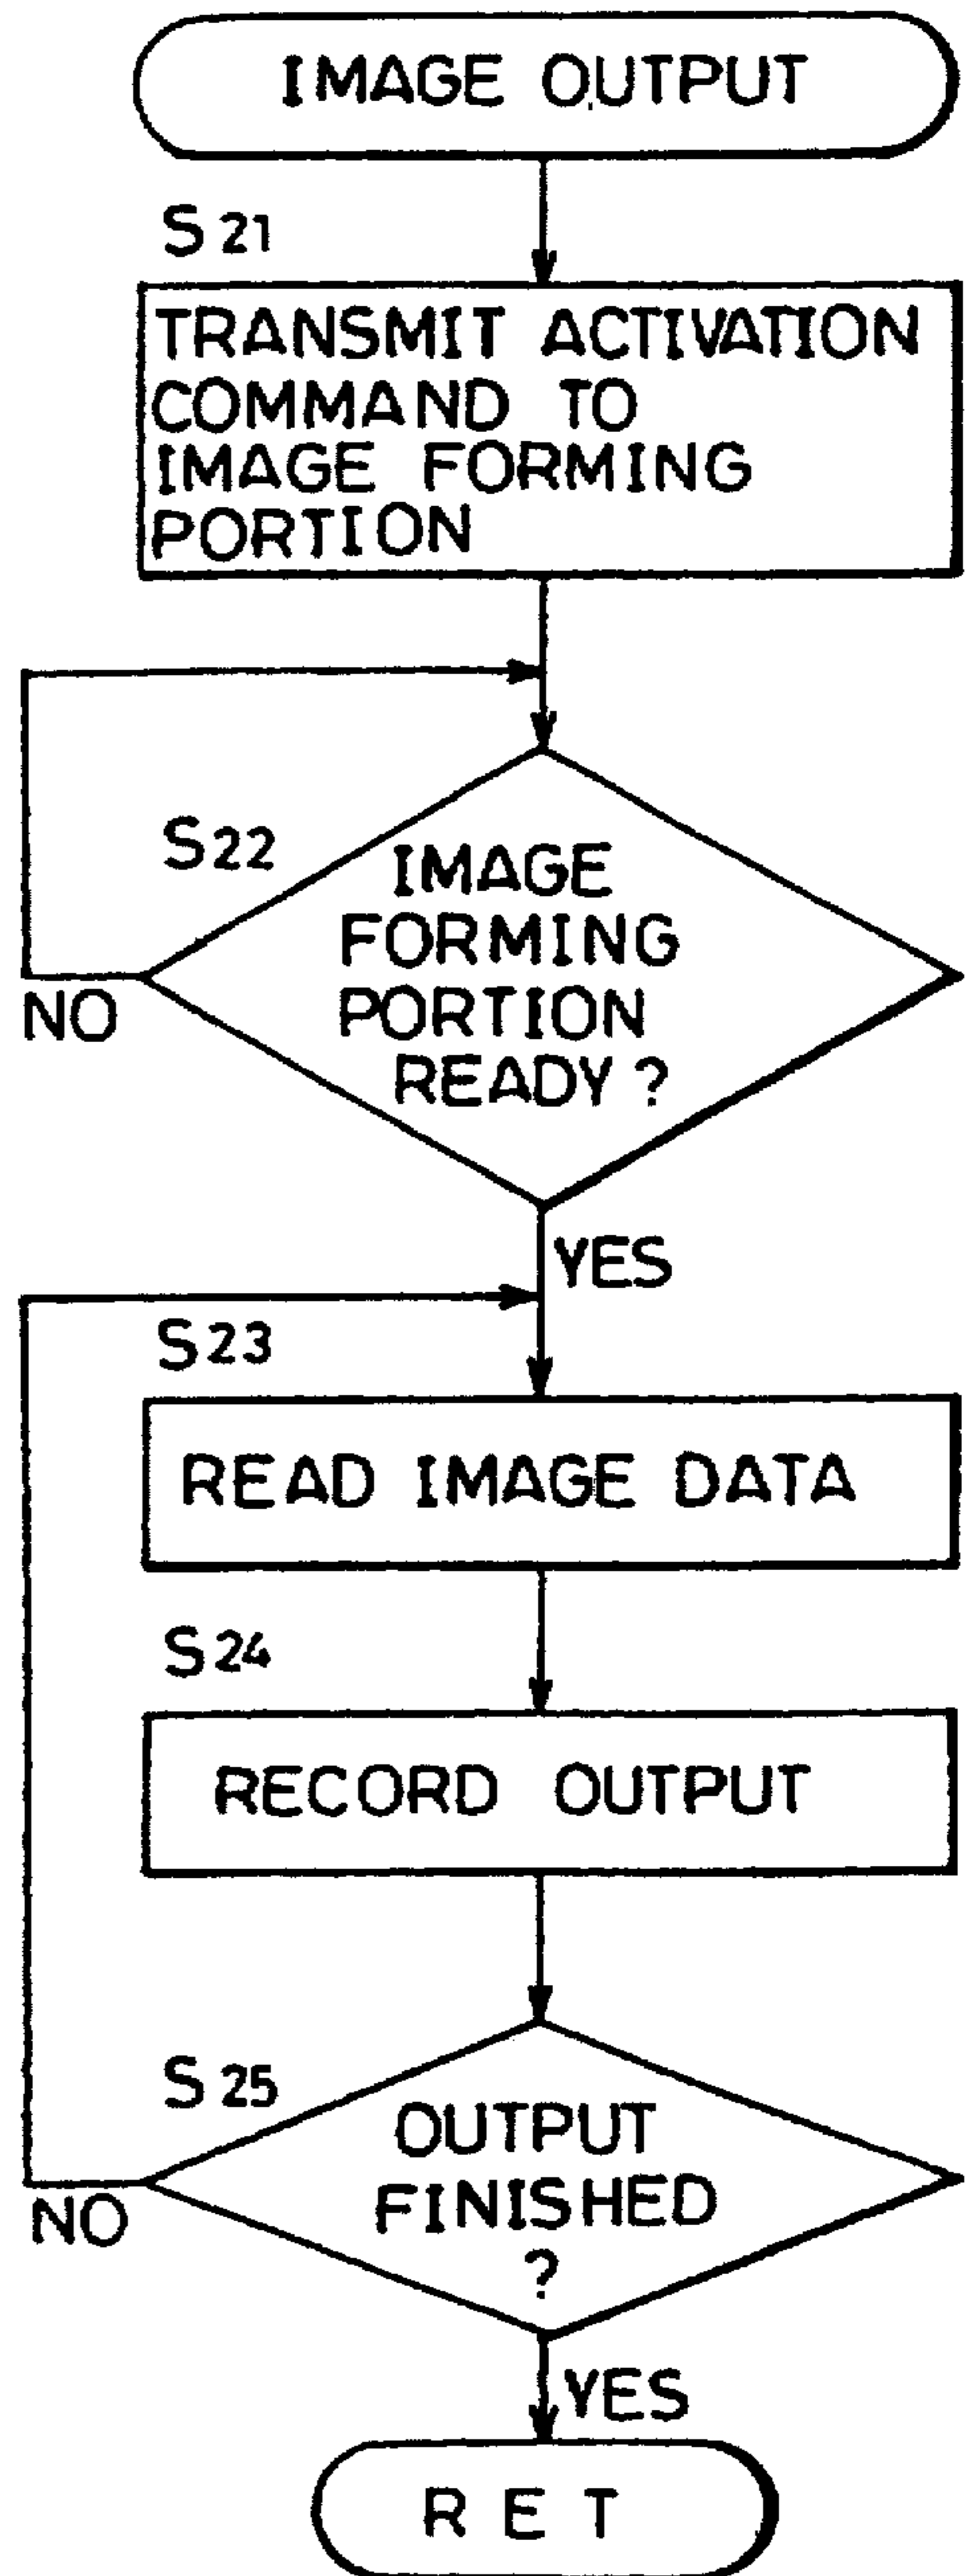 IMAGE OUTPUT
S21
TRANSMIT ACTIVATION
COMMAND TO
IMAGE FORMING
PORTION
S22
IMAGE
FORMING
PORTION
READY?
NO
YES
S23
READ IMAGE DATA
S24
RECORD OUTPUT
S25
OUTPUT
FINISHED
?
NO
YES
RET